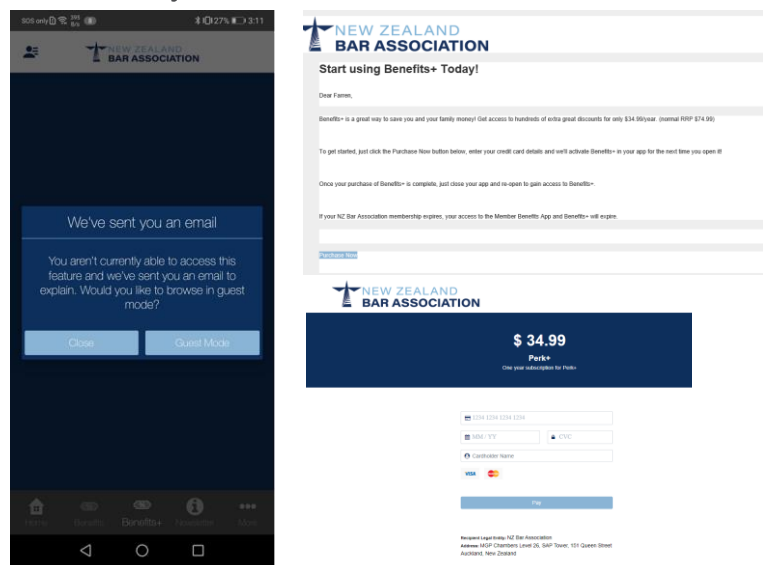 SOS only 295 B/s 27% 3:11
NEW ZEALAND
BAR ASSOCIATION
We've sent you an email
You aren't currently able to access this
feature and we've sent you an email to
explain. Would you like to browse in guest
mode?
Close Guest Mode
Home Benefits Benefits+ Newsletter More
NEW ZEALAND
BAR ASSOCIATION
Start using Benefits+ Today!
Dear Farren,
Benefits+ is a great way to save you and your family money! Get access to hundreds of extra great discounts for only $34.99/year. (normal RRP $74.99)
To get started, just click the Purchase Now button below, enter your credit card details and we'll activate Benefits+ in your app for the next time you open it!
Once your purchase of Benefits+ is complete, just close your app and re-open to gain access to Benefits+.
If your NZ Bar Association membership expires, your access to the Member Benefits App and Benefits+ will expire.
Purchase Now
NEW ZEALAND
BAR ASSOCIATION
$ 34.99
Perk+
One year subscription for Perk+
1234 1234 1234 1234
MM / YY CVC
Cardholder Name
VISA
Pay
Recipient Legal Entity: NZ Bar Association
Address: MGP Chambers Level 26, SAP Tower, 151 Queen Street
Auckland, New Zealand